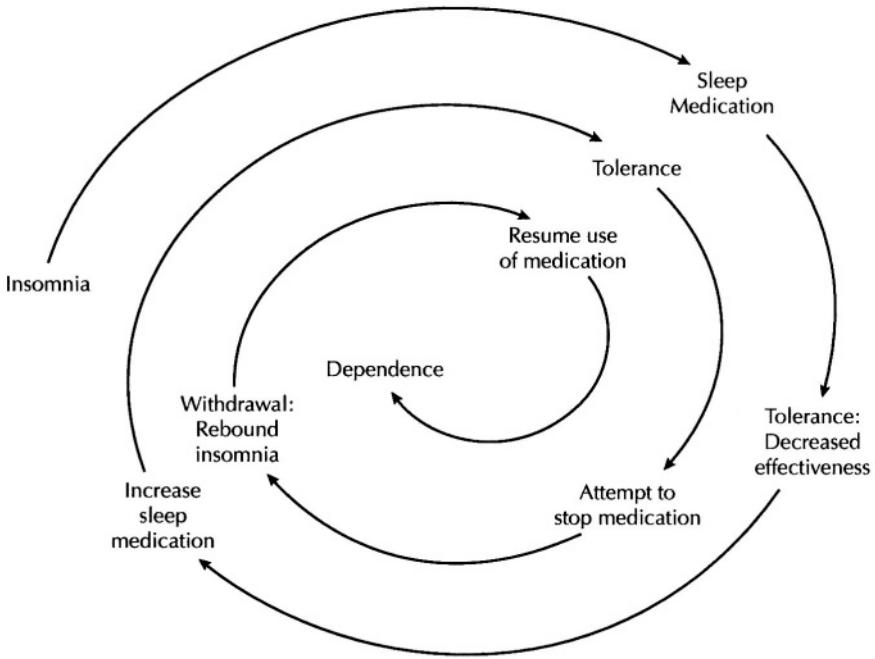 Insomnia
Sleep
Medication
Tolerance:
Decreased
effectiveness
Increase
sleep
medication
Tolerance
Attempt to
stop medication
Withdrawal:
Rebound
insomnia
Resume use
of medication
Dependence